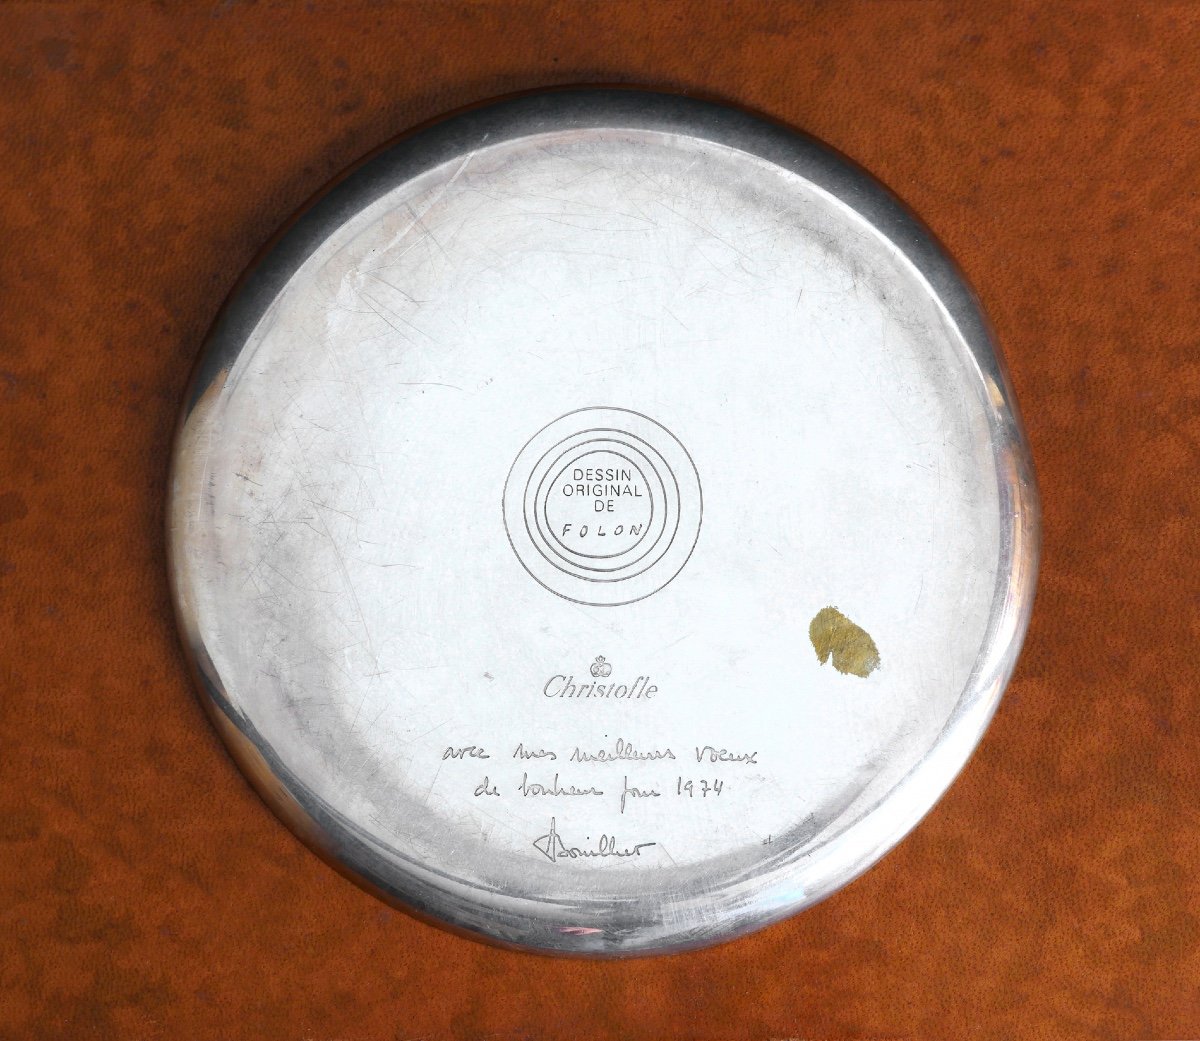 DESSIN
ORIGINAL
DE
FOLON
Christofle
avec mes meilleurs voeux
de bonheur pour 1974